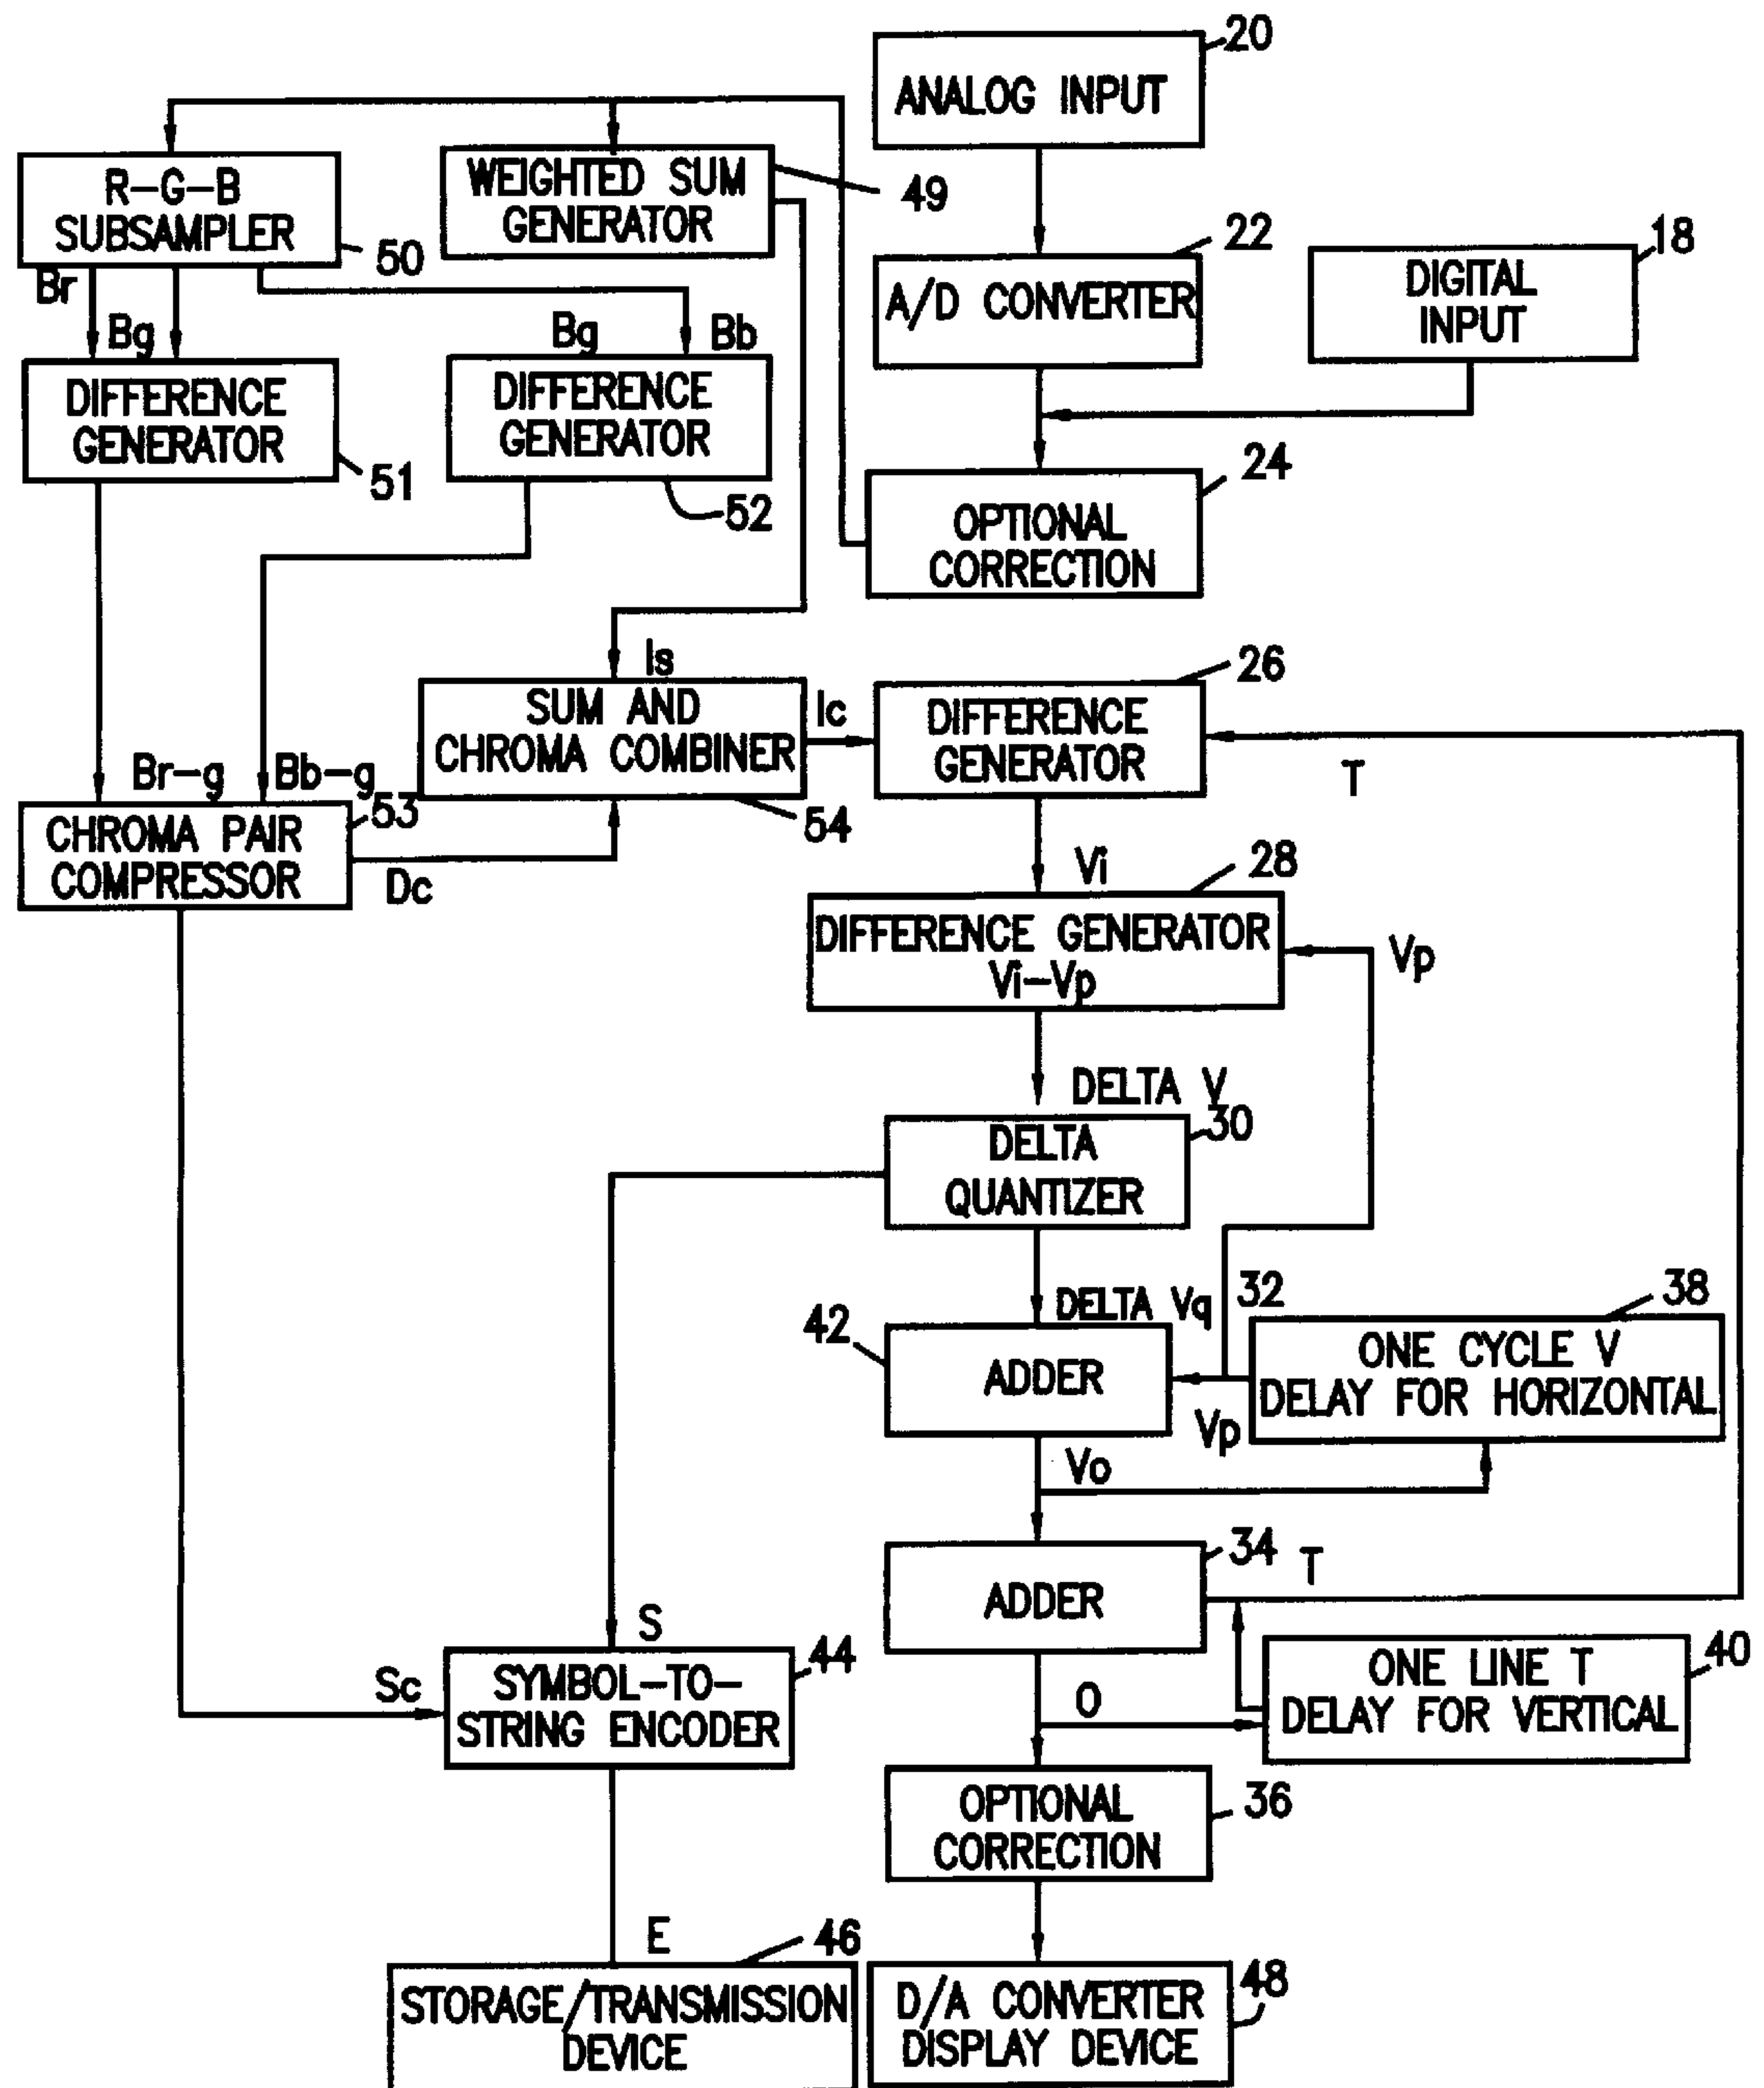 20
ANALOG INPUT
R-G-B
SUBSAMPLER
50
WEIGHTED SUM
GENERATOR
49
22
A/D CONVERTER
18
DIGITAL
INPUT
Br
Bg
Bg
Bb
DIFFERENCE
GENERATOR
51
DIFFERENCE
GENERATOR
52
24
OPTIONAL
CORRECTION
Is
SUM AND
CHROMA COMBINER
54
Ic
26
DIFFERENCE
GENERATOR
T
Br-g
Bb-g
53
CHROMA PAIR
COMPRESSOR
Dc
Vi
28
DIFFERENCE GENERATOR
Vi-Vp
Vp
DELTA V
30
DELTA
QUANTIZER
DELTA Vq
32
38
42
ADDER
ONE CYCLE V
DELAY FOR HORIZONTAL
Vp
Vo
34
T
ADDER
S
Sc
44
SYMBOL-TO-
STRING ENCODER
O
40
ONE LINE T
DELAY FOR VERTICAL
36
OPTIONAL
CORRECTION
E
46
STORAGE/TRANSMISSION
DEVICE
48
D/A CONVERTER
DISPLAY DEVICE